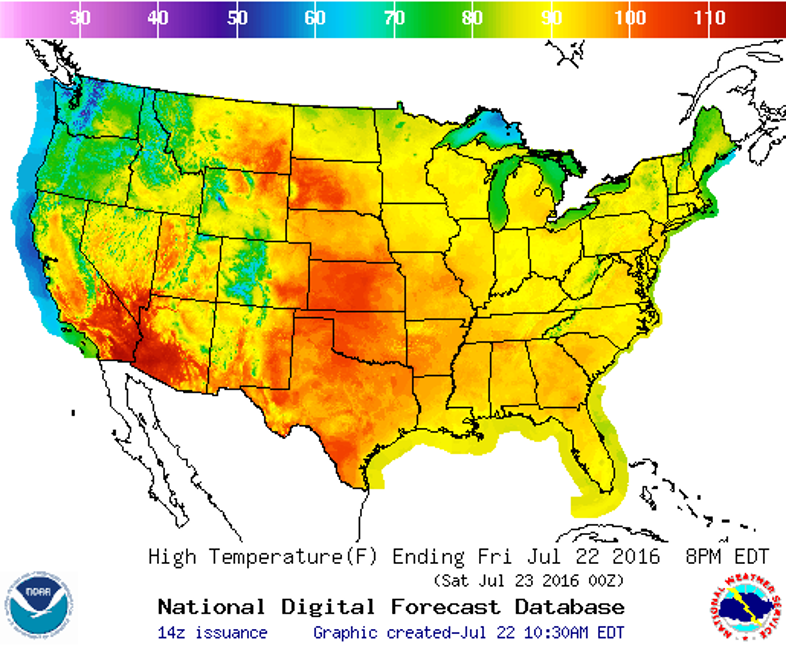 30 40 50 60 70 80 90 100 110
High Temperature(F) Ending Fri Jul 22 2016 8PM EDT
(Sat Jul 23 2016 00Z)
National Digital Forecast Database
14z issuance Graphic created-Jul 22 10:30AM EDT
NOAA
NATIONAL WEATHER SERVICE